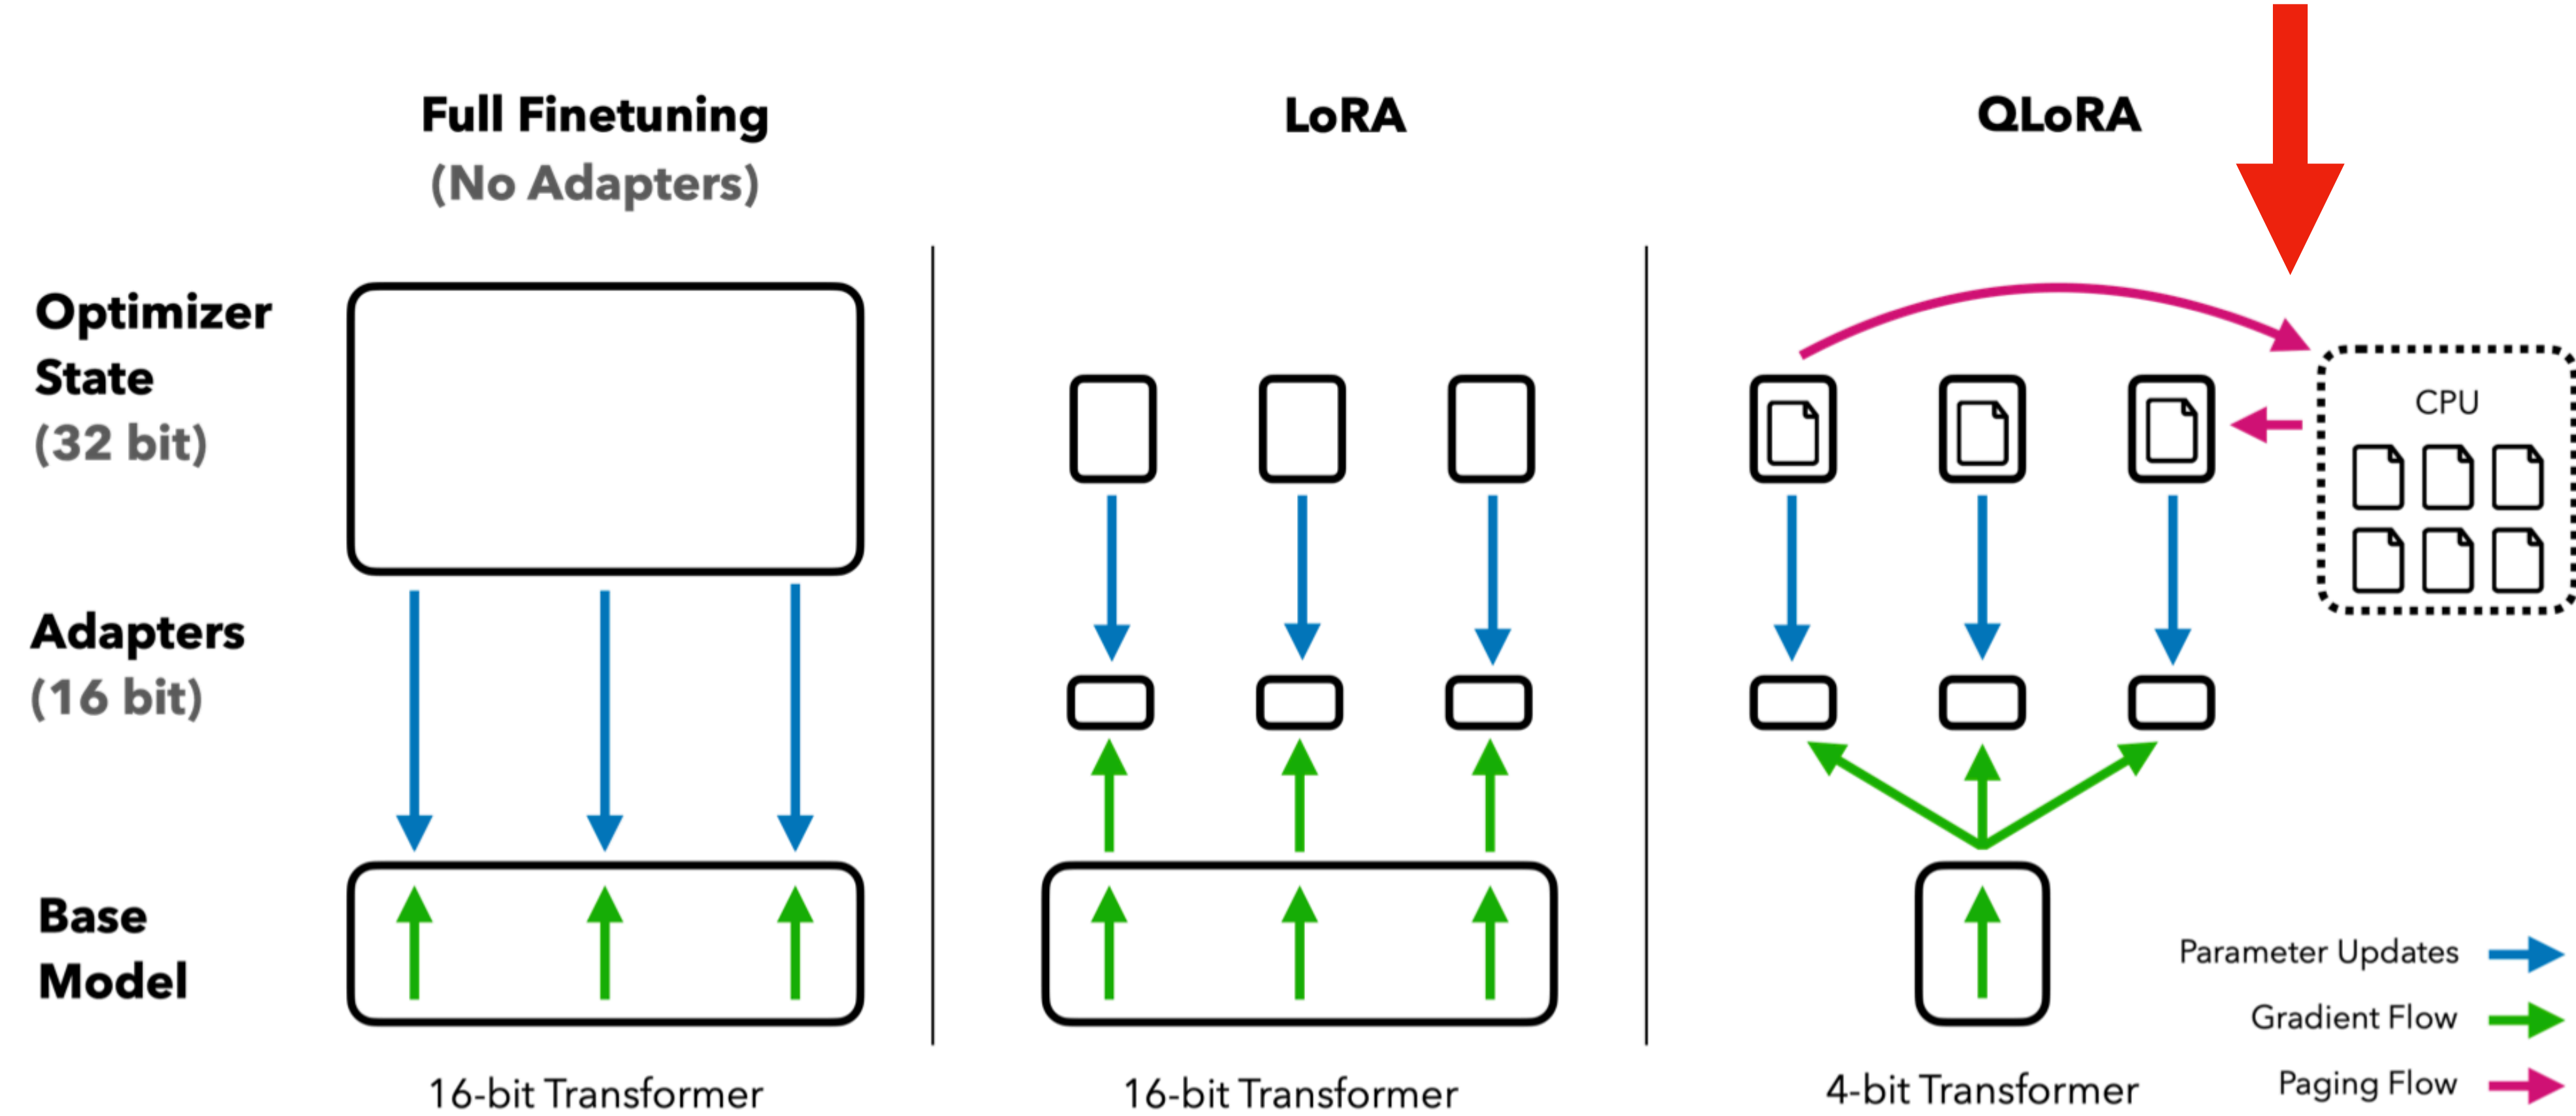 Full Finetuning
(No Adapters)
LoRA
QLoRA
Optimizer
State
(32 bit)
CPU
Adapters
(16 bit)
Base
Model
Parameter Updates
Gradient Flow
Paging Flow
16-bit Transformer
16-bit Transformer
4-bit Transformer